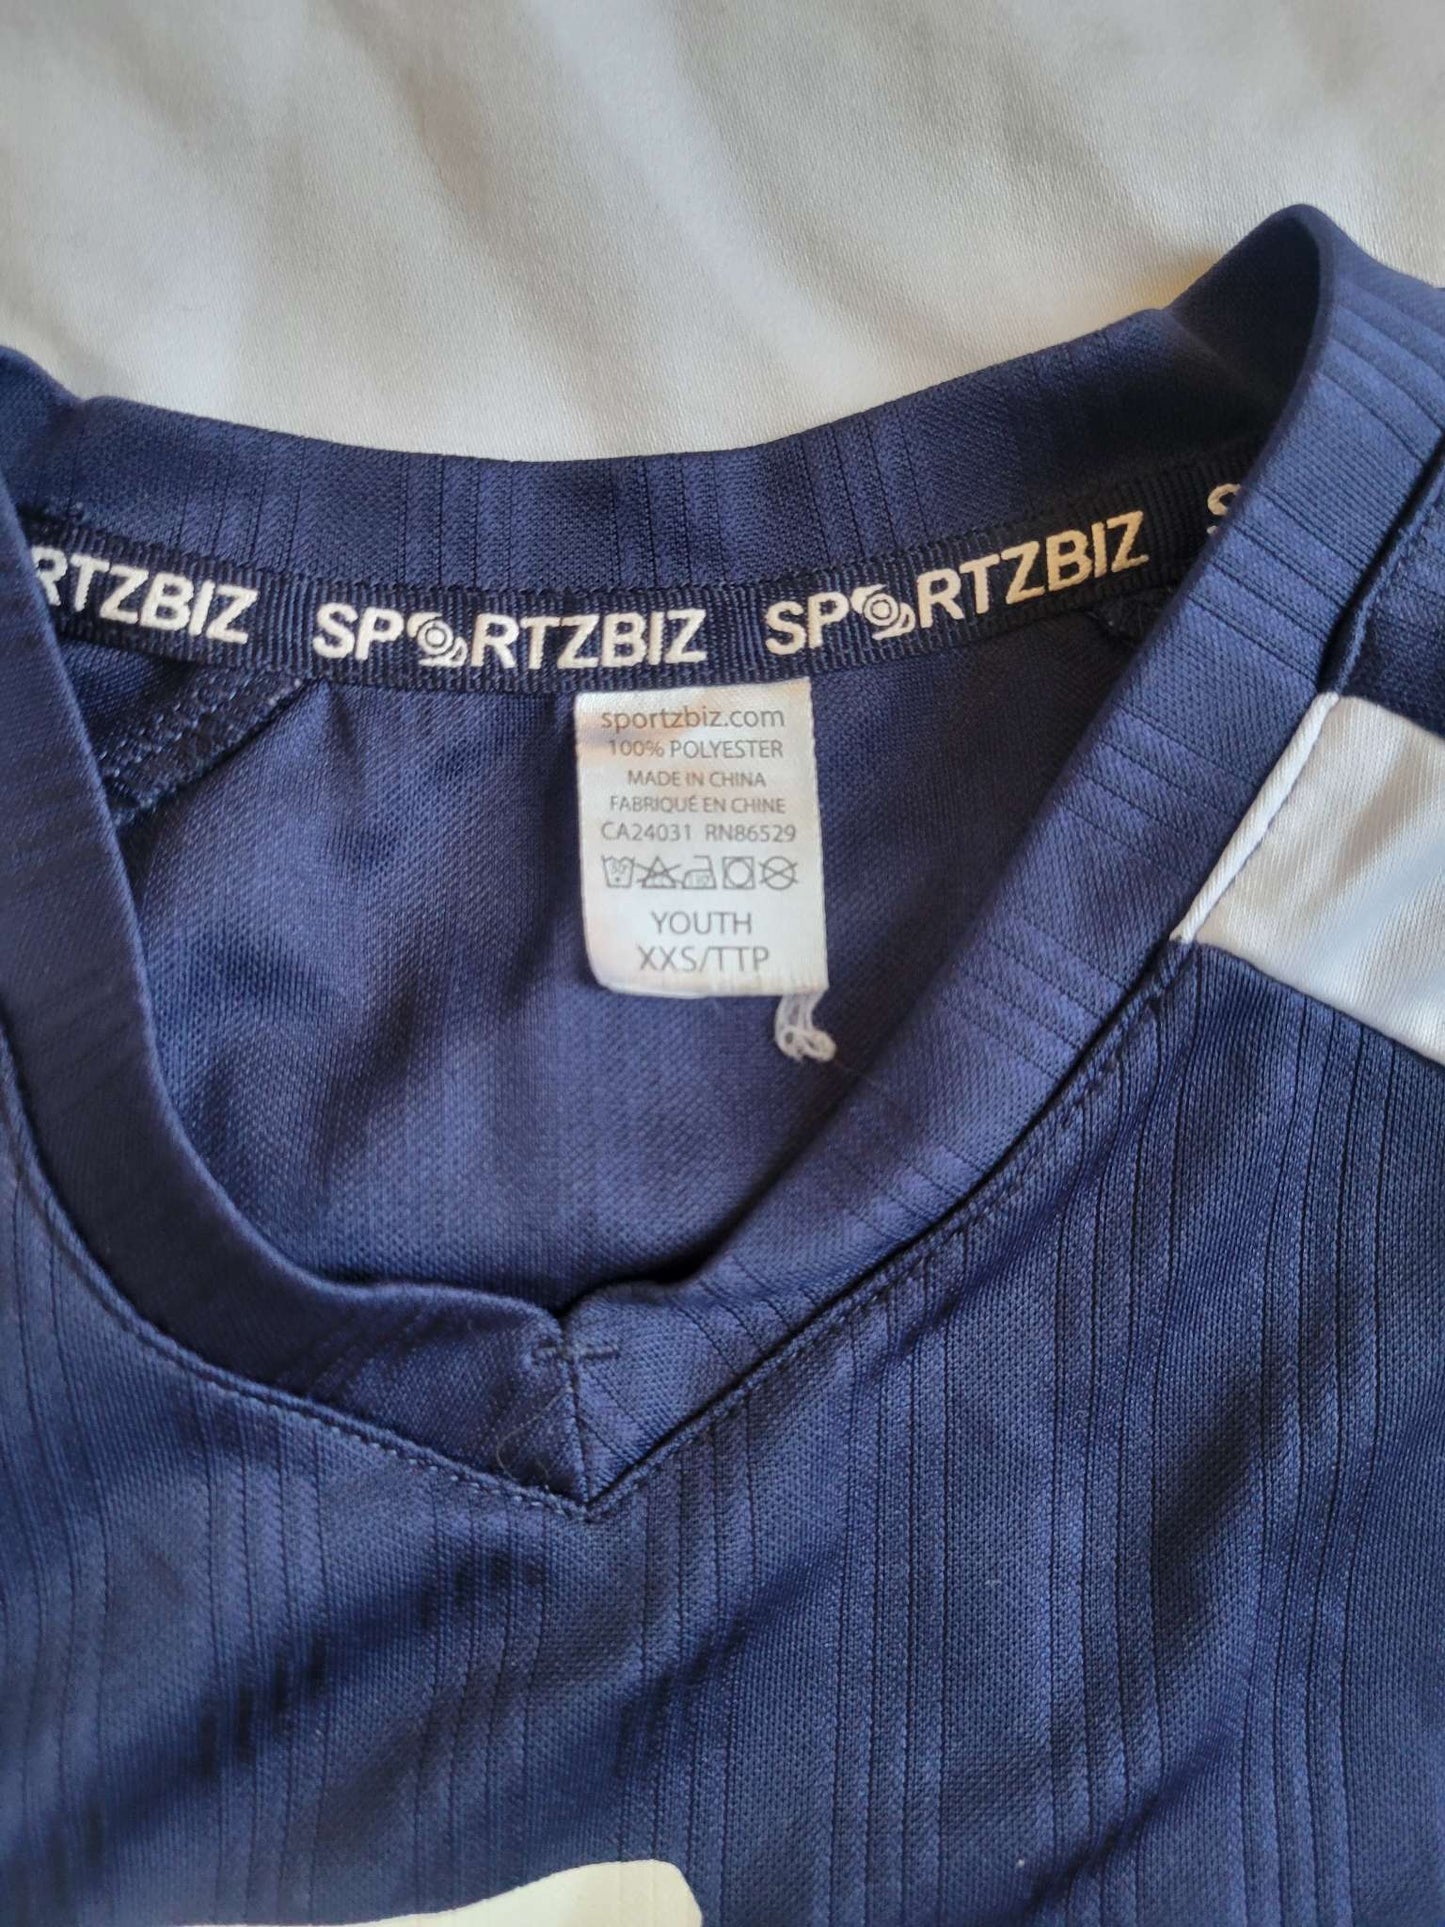 RTZBIZ SPORTZBIZ SPORTZBIZ S
sportzbiz.com
100% POLYESTER
MADE IN CHINA
FABRIQUÉ EN CHINE
CA24031 RN86529
YOUTH
XXS/TTP